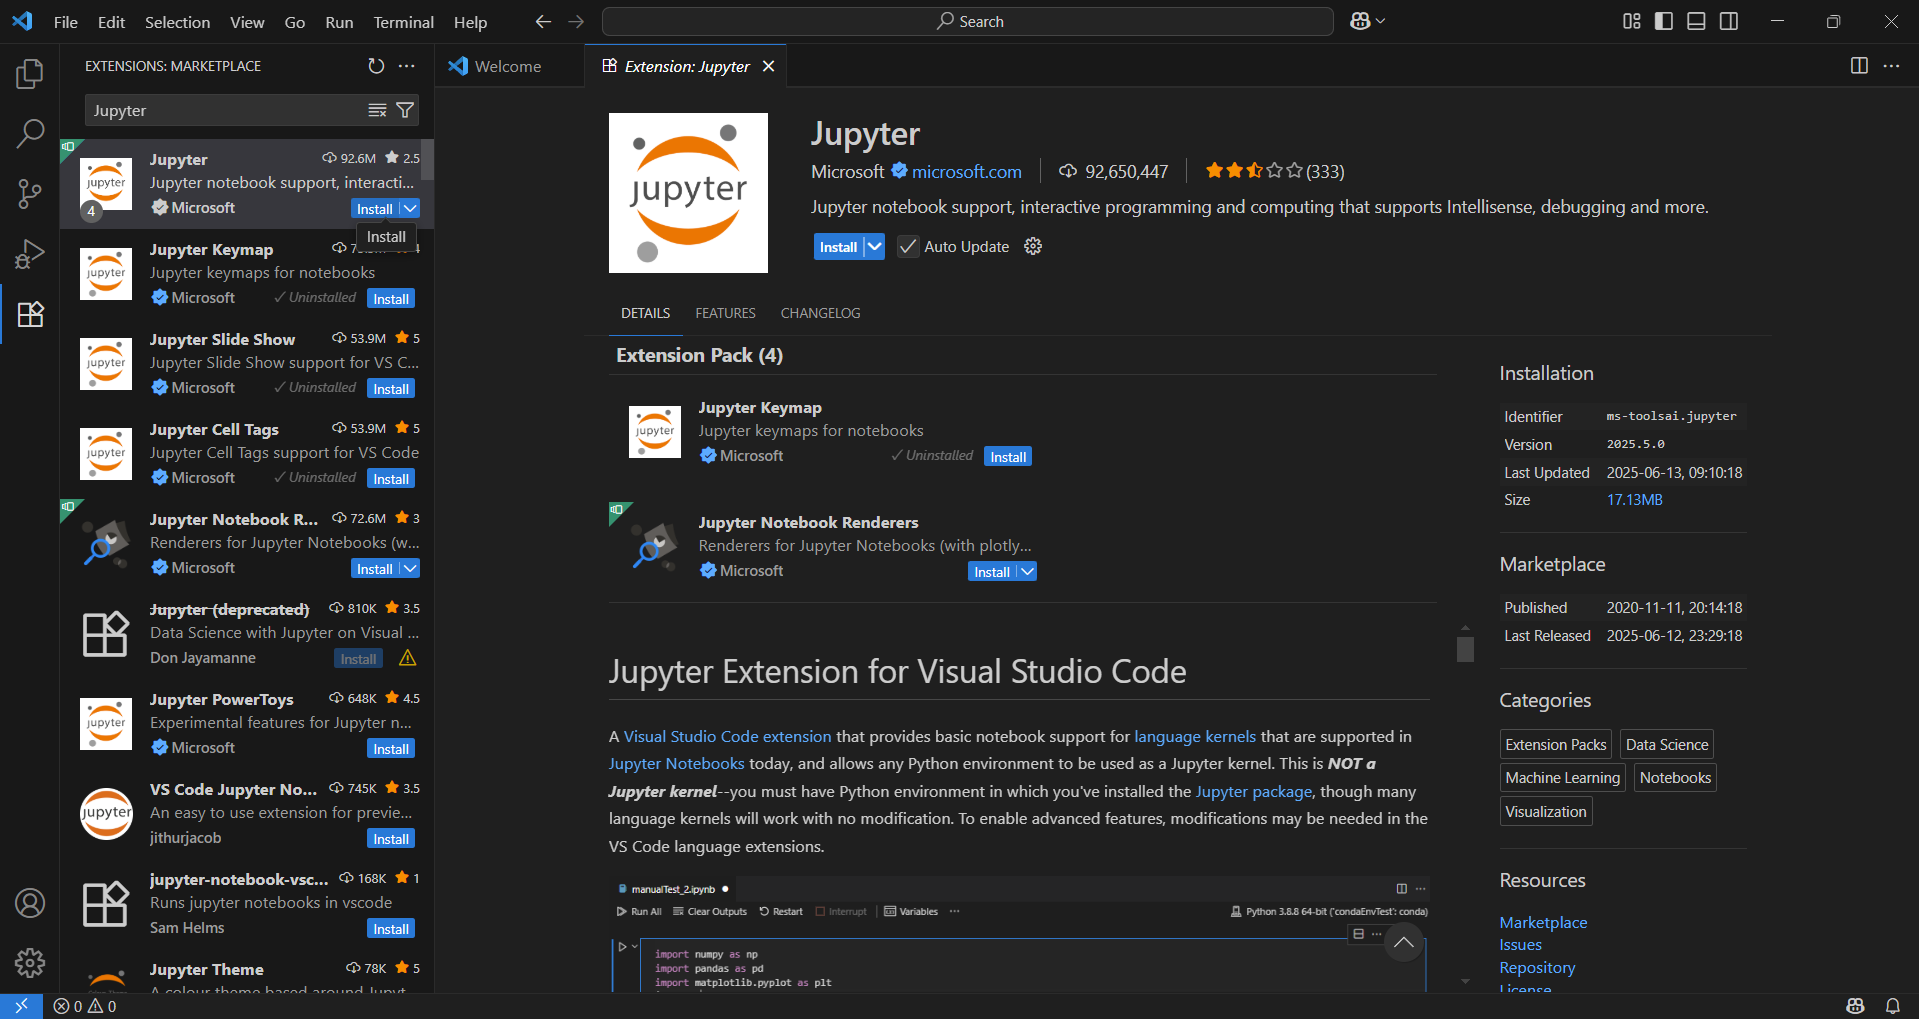 File Edit Selection View Go Run Terminal Help
Search
EXTENSIONS: MARKETPLACE
Welcome
Extension: Jupyter
Jupyter
Jupyter 92.6M 2.5
Jupyter notebook support, interacti...
Microsoft Install
4
Install
Jupyter Keymap
Jupyter keymaps for notebooks
Microsoft Uninstalled Install
Jupyter Slide Show 53.9M 5
Jupyter Slide Show support for VS C...
Microsoft Uninstalled Install
Jupyter Cell Tags 53.9M 5
Jupyter Cell Tags support for VS Code
Microsoft Uninstalled Install
Jupyter Notebook R... 72.6M 3
Renderers for Jupyter Notebooks (w...
Microsoft Install
Jupyter (deprecated) 810K 3.5
Data Science with Jupyter on Visual ...
Don Jayamanne Install
Jupyter PowerToys 648K 4.5
Experimental features for Jupyter n...
Microsoft Install
VS Code Jupyter No... 745K 3.5
An easy to use extension for previe...
jithurjacob Install
jupyter-notebook-vsc... 168K 1
Runs jupyter notebooks in vscode
Sam Helms Install
Jupyter Theme 78K 5
A colour theme based around Jupyt
jupyter
Jupyter
Microsoft microsoft.com 92,650,447 (333)
Jupyter notebook support, interactive programming and computing that supports Intellisense, debugging and more.
Install Auto Update
DETAILS FEATURES CHANGELOG
Extension Pack (4)
Jupyter Keymap
Jupyter keymaps for notebooks
Microsoft Uninstalled Install
Jupyter Notebook Renderers
Renderers for Jupyter Notebooks (with plotly...
Microsoft Install
Jupyter Extension for Visual Studio Code
A Visual Studio Code extension that provides basic notebook support for language kernels that are supported in
Jupyter Notebooks today, and allows any Python environment to be used as a Jupyter kernel. This is NOT a
Jupyter kernel--you must have Python environment in which you've installed the Jupyter package, though many
language kernels will work with no modification. To enable advanced features, modifications may be needed in the
VS Code language extensions.
manualTest_2.ipynb
Run All Clear Outputs Restart Interrupt Variables ... Python 3.8.8 64-bit ('condaEnvTest': conda)
import numpy as np
import pandas as pd
import matplotlib.pyplot as plt
Installation
Identifier ms-toolsai.jupyter
Version 2025.5.0
Last Updated 2025-06-13, 09:10:18
Size 17.13MB
Marketplace
Published 2020-11-11, 20:14:18
Last Released 2025-06-12, 23:29:18
Categories
Extension Packs Data Science
Machine Learning Notebooks
Visualization
Resources
Marketplace
Issues
Repository
License
0 0